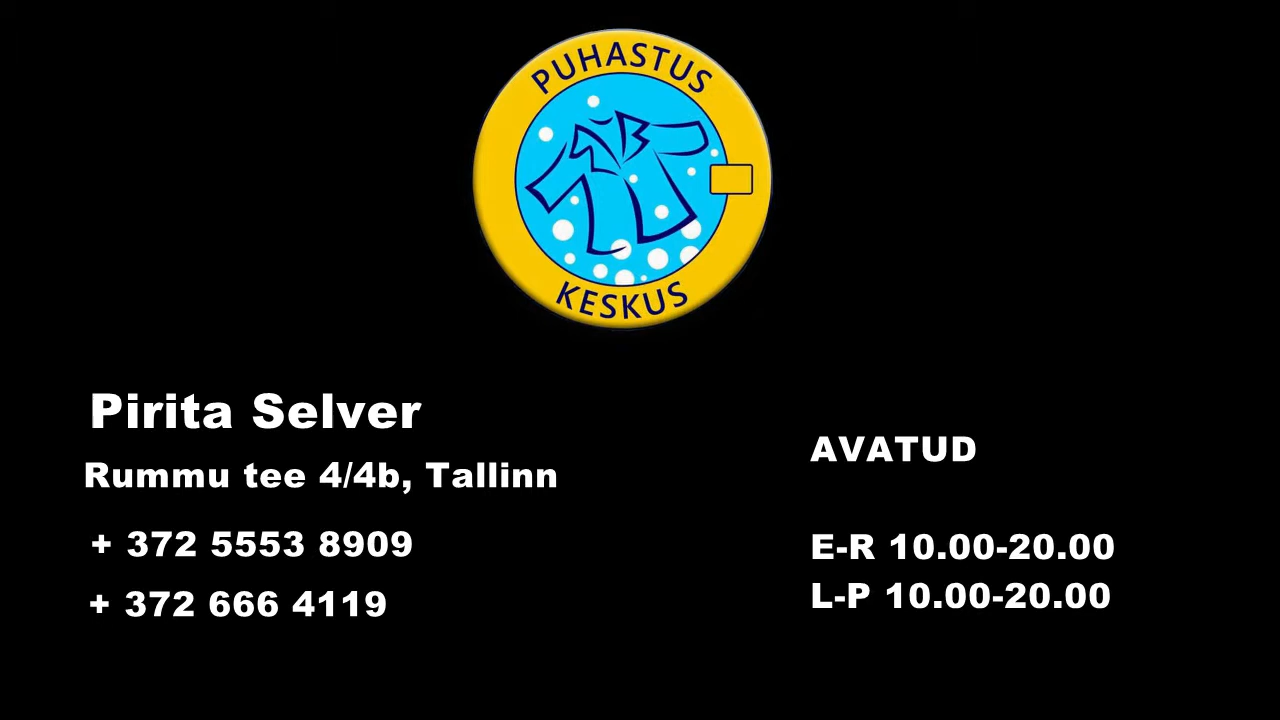 PUHASTUS
KESKUS
Pirita Selver
Rummu tee 4/4b, Tallinn
+ 372 5553 8909
+ 372 666 4119
AVATUD
E-R 10.00-20.00
L-P 10.00-20.00